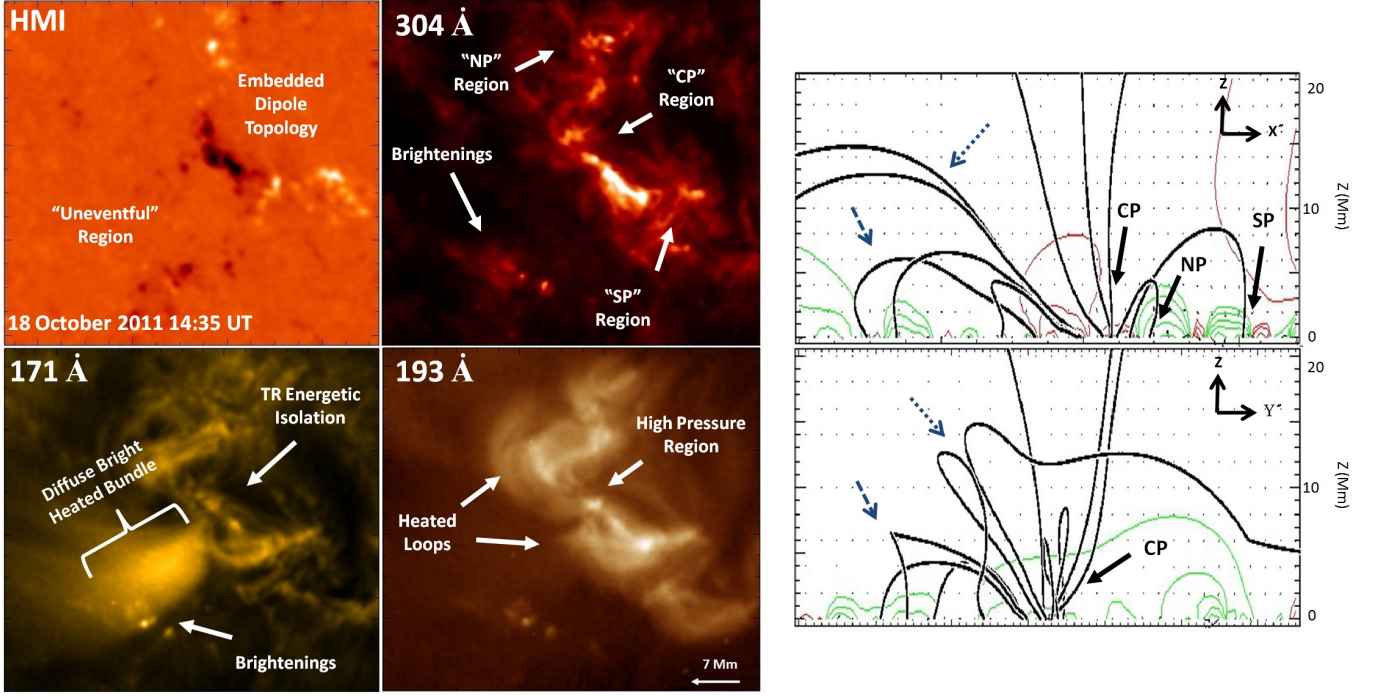 HMI
Embedded
Dipole
Topology
"Uneventful"
Region
18 October 2011 14:35 UT
304 Å
"NP"
Region
"CP"
Region
Brightenings
"SP"
Region
171 Å
TR Energetic
Isolation
Diffuse Bright
Heated Bundle
Brightenings
193 Å
High Pressure
Region
Heated
Loops
7 Mm
Z
X"
20
10
0
Z (Mm)
CP
NP
SP
Z
Y"
20
10
0
Z (Mm)
CP